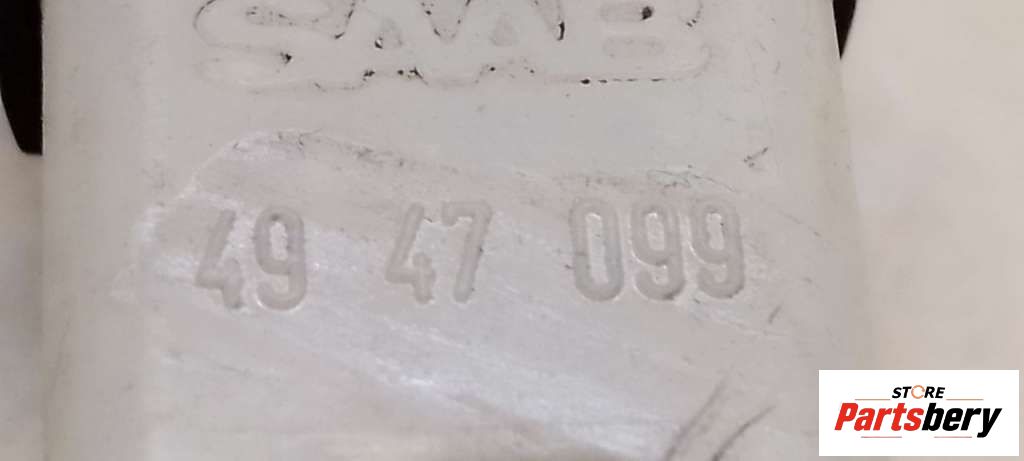 SAAB
49 47 099
STORE
Partsbery